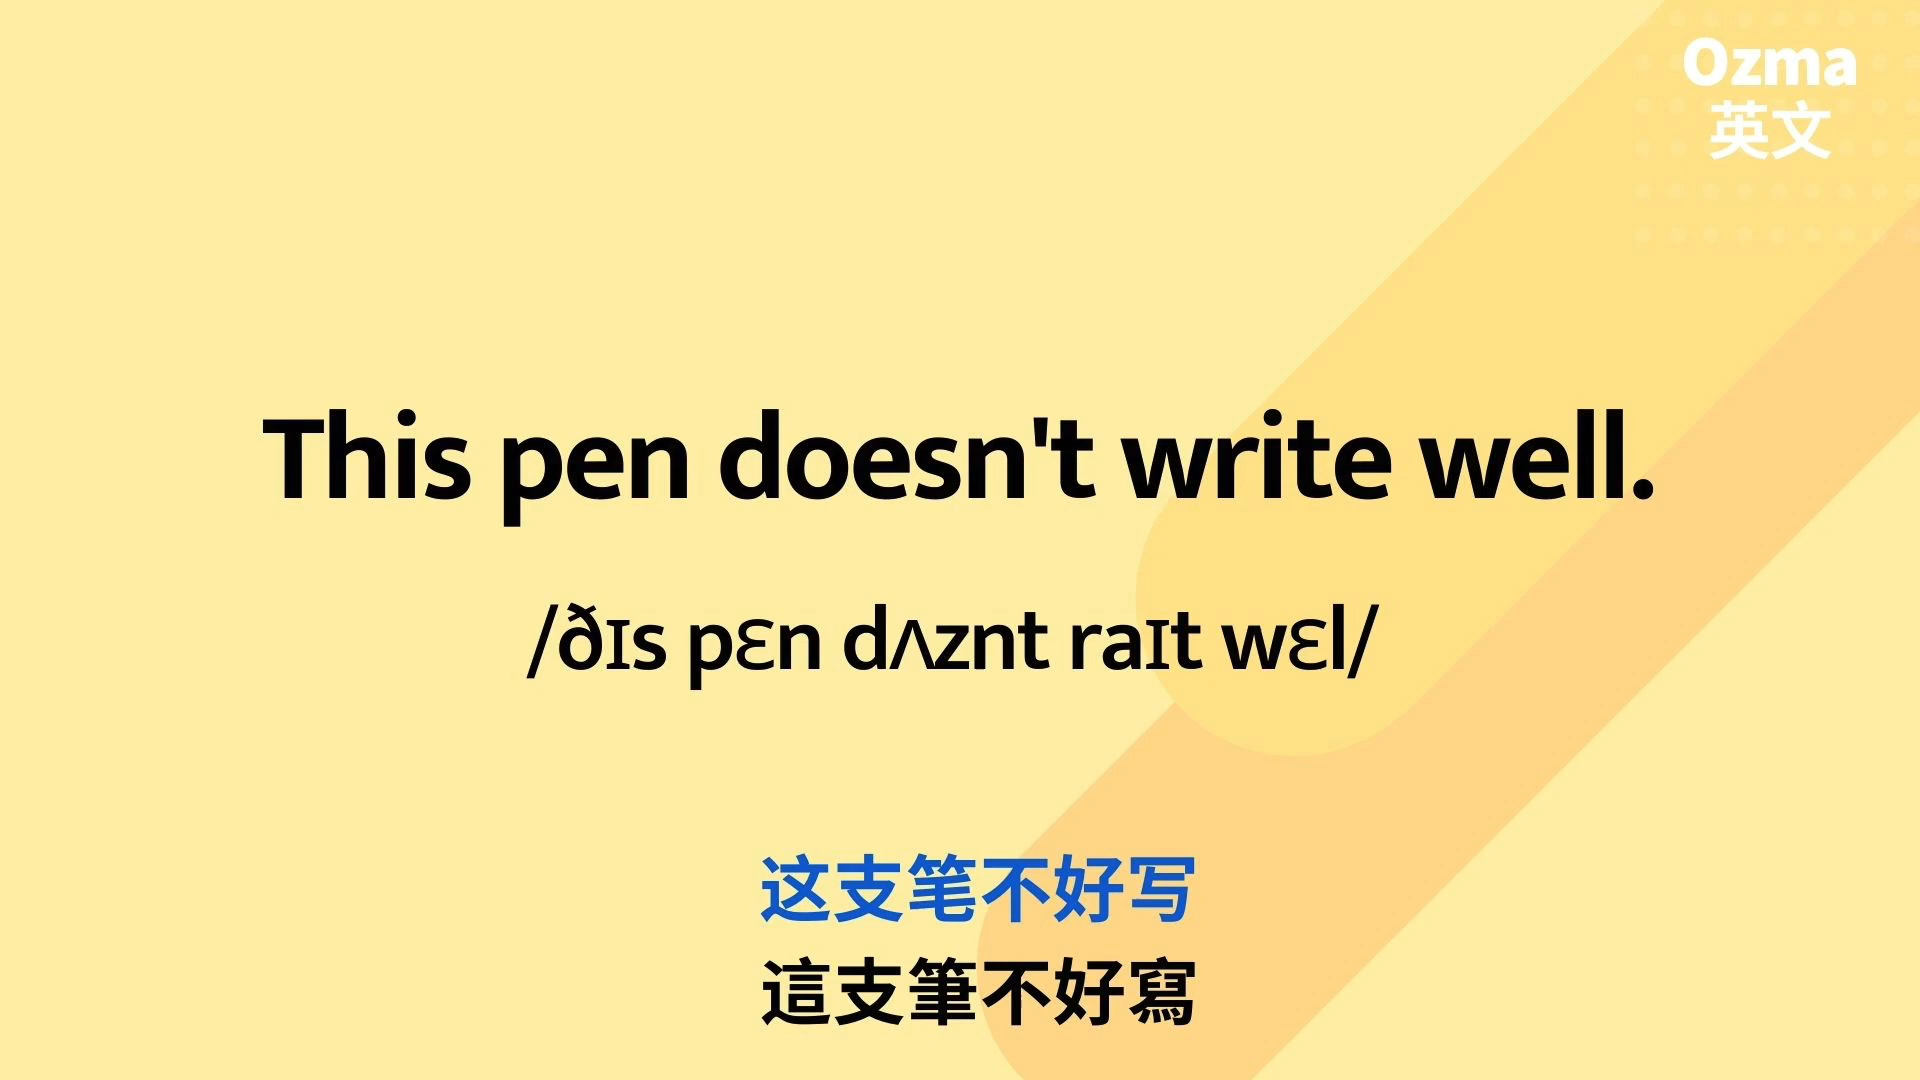 Ozma
英文
This pen doesn't write well.
/ðɪs pɛn dʌznt raɪt wɛl/
这支笔不好写
這支筆不好寫